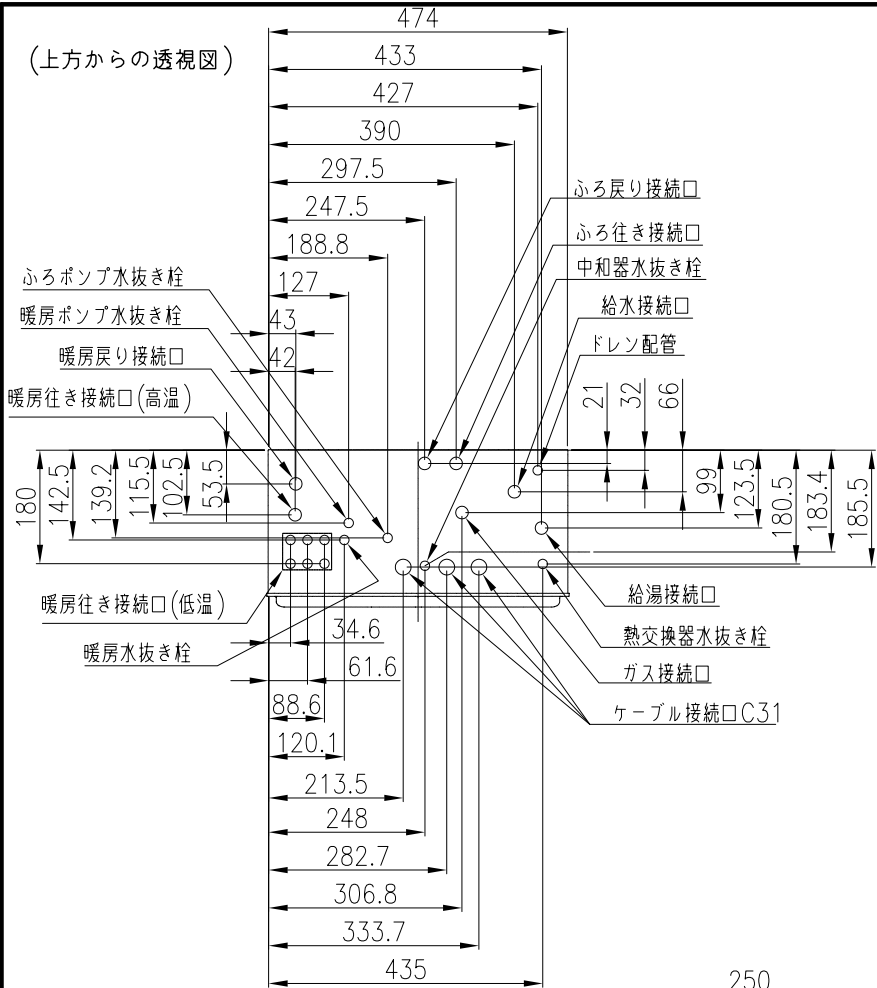 474
(上方からの透視図)
433
427
390
297.5
ふろ戻り接続口
247.5
ふろ往き接続口
188.8
中和器水抜き栓
ふろポンプ水抜き栓
127
給水接続口
暖房ポンプ水抜き栓
43
ドレン配管
暖房戻り接続口
42
暖房往き接続口(高温)
21
32
66
180
142.5
139.2
115.5
102.5
53.5
99
123.5
180.5
183.4
185.5
暖房往き接続口(低温)
給湯接続口
34.6
熱交換器水抜き栓
暖房水抜き栓
61.6
ガス接続口
88.6
ケーブル接続口C31
120.1
213.5
248
282.7
306.8
333.7
435
250